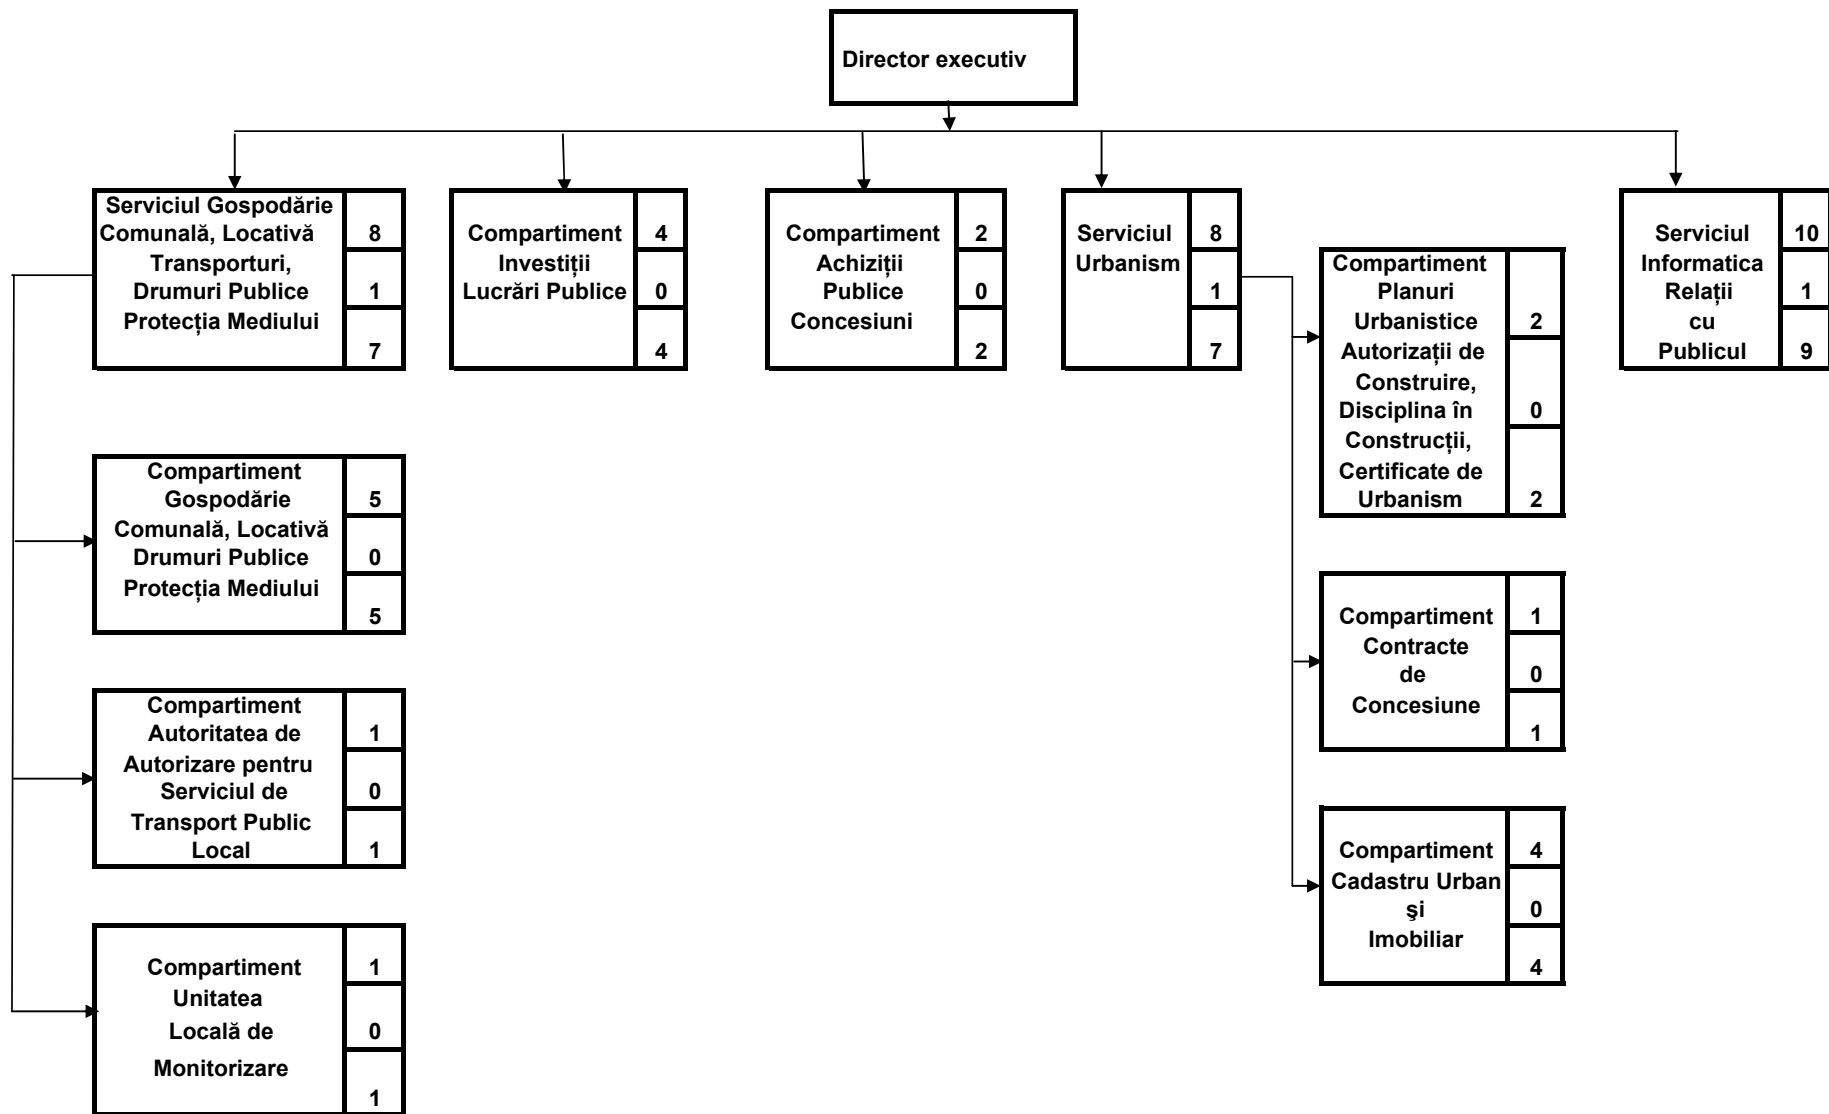 Director executiv
Serviciul Gospodărie
Comunală, Locativă
Transporturi,
Drumuri Publice
Protecția Mediului
8
1
7
Compartiment
Investiții
Lucrări Publice
4
0
4
Compartiment
Achiziții
Publice
Concesiuni
2
0
2
Serviciul
Urbanism
8
1
7
Compartiment
Planuri
Urbanistice
Autorizații de
Construire,
Disciplina în
Construcții,
Certificate de
Urbanism
2
0
2
Serviciul
Informatica
Relații
cu
Publicul
10
1
9
Compartiment
Gospodărie
Comunală, Locativă
Drumuri Publice
Protecția Mediului
5
0
5
Compartiment
Contracte
de
Concesiune
1
0
1
Compartiment
Autoritatea de
Autorizare pentru
Serviciul de
Transport Public
Local
1
0
1
Compartiment
Cadastru Urban
şi
Imobiliar
4
0
4
Compartiment
Unitatea
Locală de
Monitorizare
1
0
1